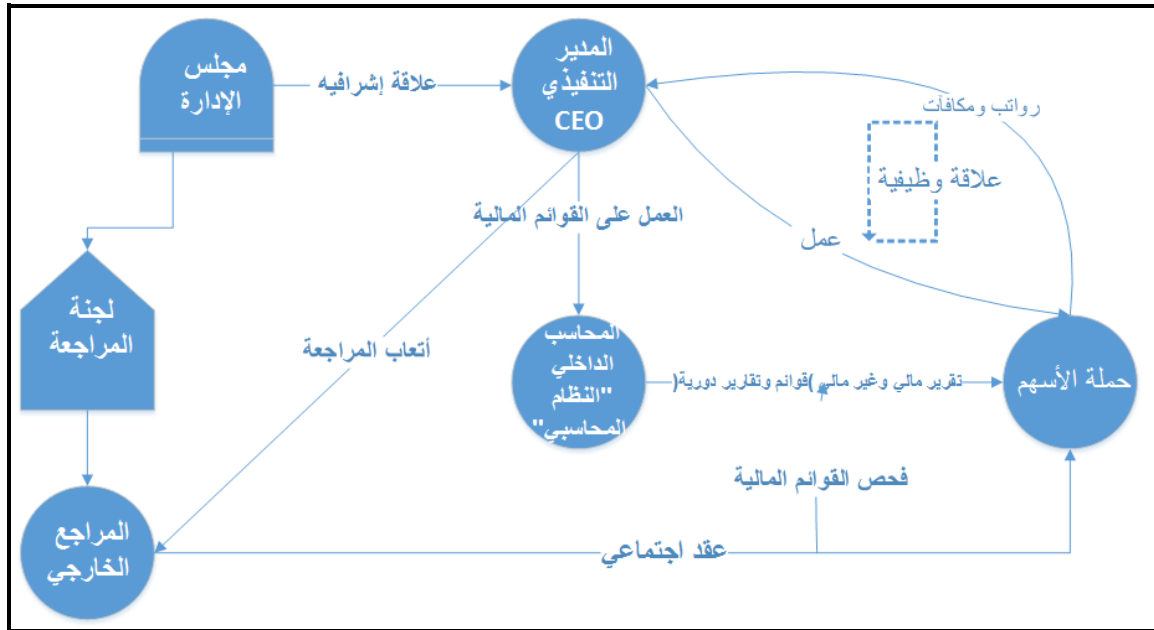 مجلس
الإدارة
علاقة إشرافيه
المدير
التنفيذي
CEO
رواتب ومكافآت
علاقة وظيفية
عمل
العمل على القوائم المالية
لجنة
المراجعة
أتعاب المراجعة
المحاسب
الداخلي
"النظام
المحاسبي"
تقرير مالي وغير مالي )قوائم وتقارير دورية(
حملة الأسهم
فحص القوائم المالية
المراجع
الخارجي
عقد اجتماعي